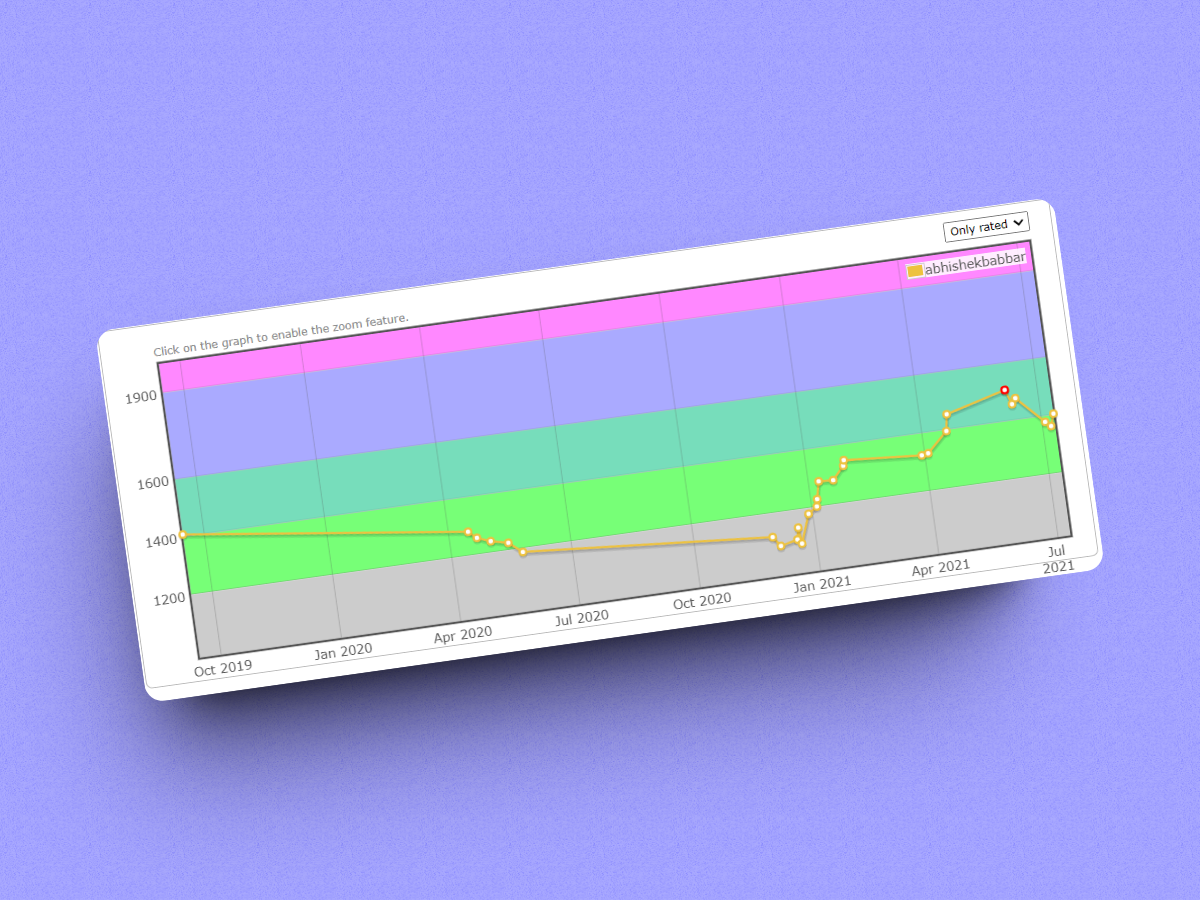 Only rated
abhishekbabbar
Click on the graph to enable the zoom feature.
1900
1600
1400
1200
Oct 2019
Jan 2020
Apr 2020
Jul 2020
Oct 2020
Jan 2021
Apr 2021
Jul
2021